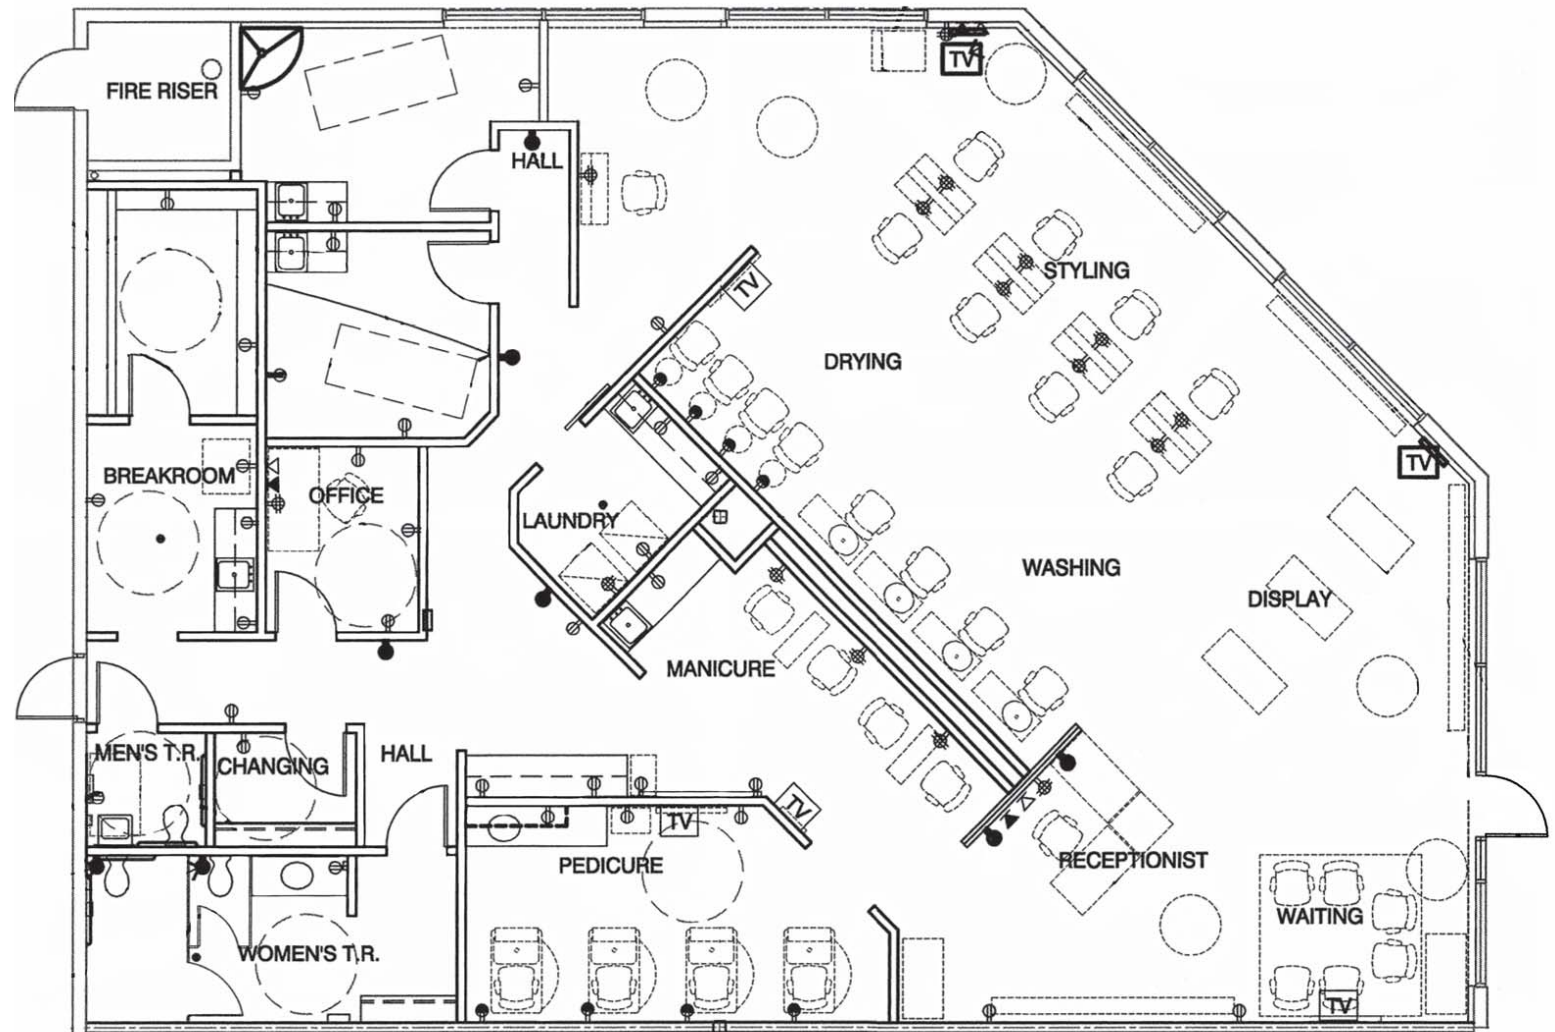 TV
FIRE RISER
HALL
STYLING
TV
DRYING
TV
BREAKROOM
OFFICE
LAUNDRY
WASHING
DISPLAY
MANICURE
MEN'S T.R.
CHANGING
HALL
TV
TV
PEDICURE
RECEPTIONIST
WAITING
WOMEN'S T.R.
TV